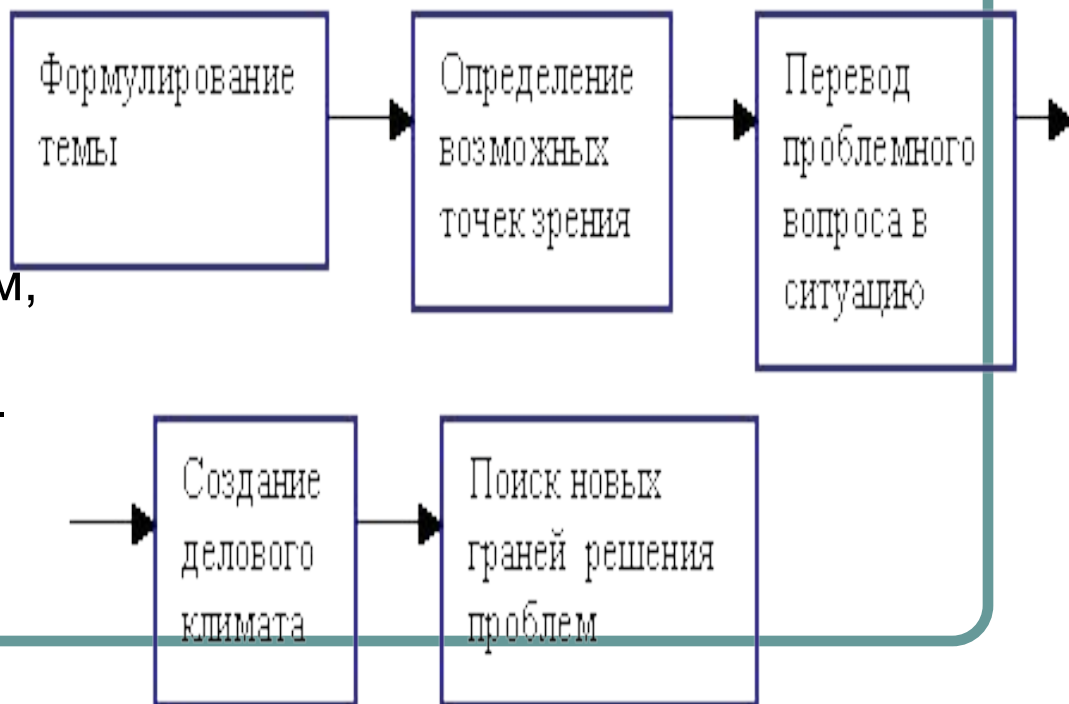 Формулирование
темы
Определение
возможных
точек зрения
Перевод
проблемного
вопроса в
ситуацию
м,
Создание
делового
климата
Поиск новых
граней решения
проблем